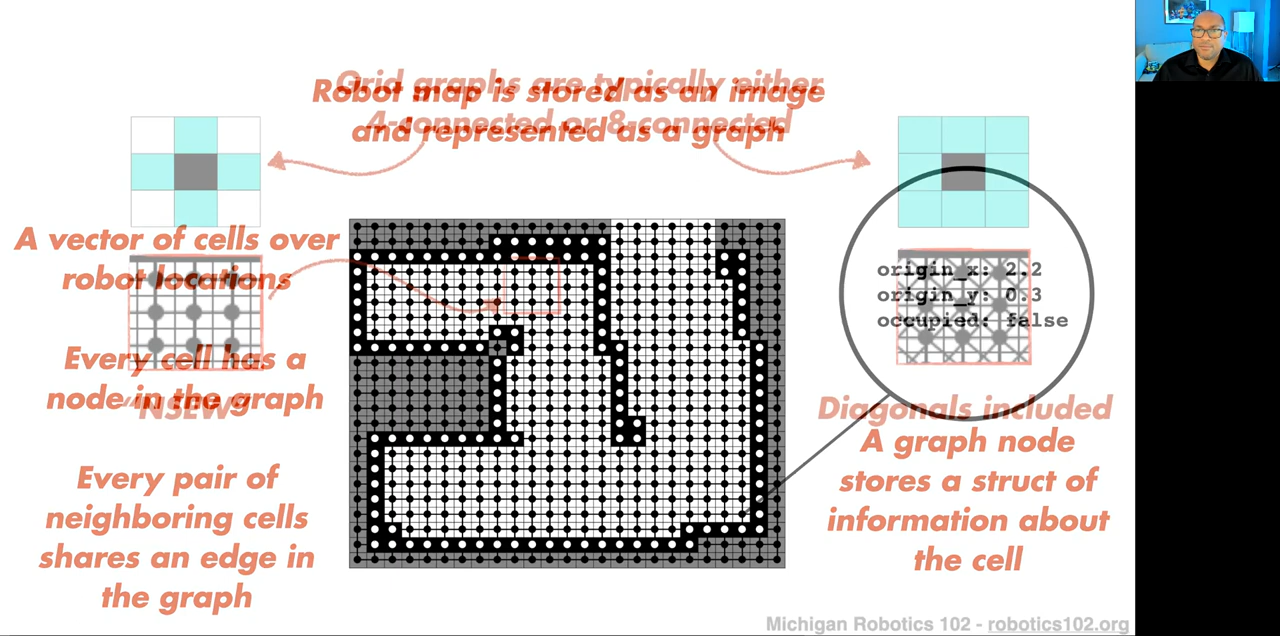 Grid graphs are typically either
4-connected or 8-connected
Robot map is stored as an image
and represented as a graph
A vector of cells over
robot locations
Every cell has a
node in the graph
"NSEW"
Every pair of
neighboring cells
shares an edge in
the graph
origin_x: 2.2
origin_y: 0.3
occupied: false
Diagonals included
A graph node
stores a struct of
information about
the cell
Michigan Robotics 102 - robotics102.org